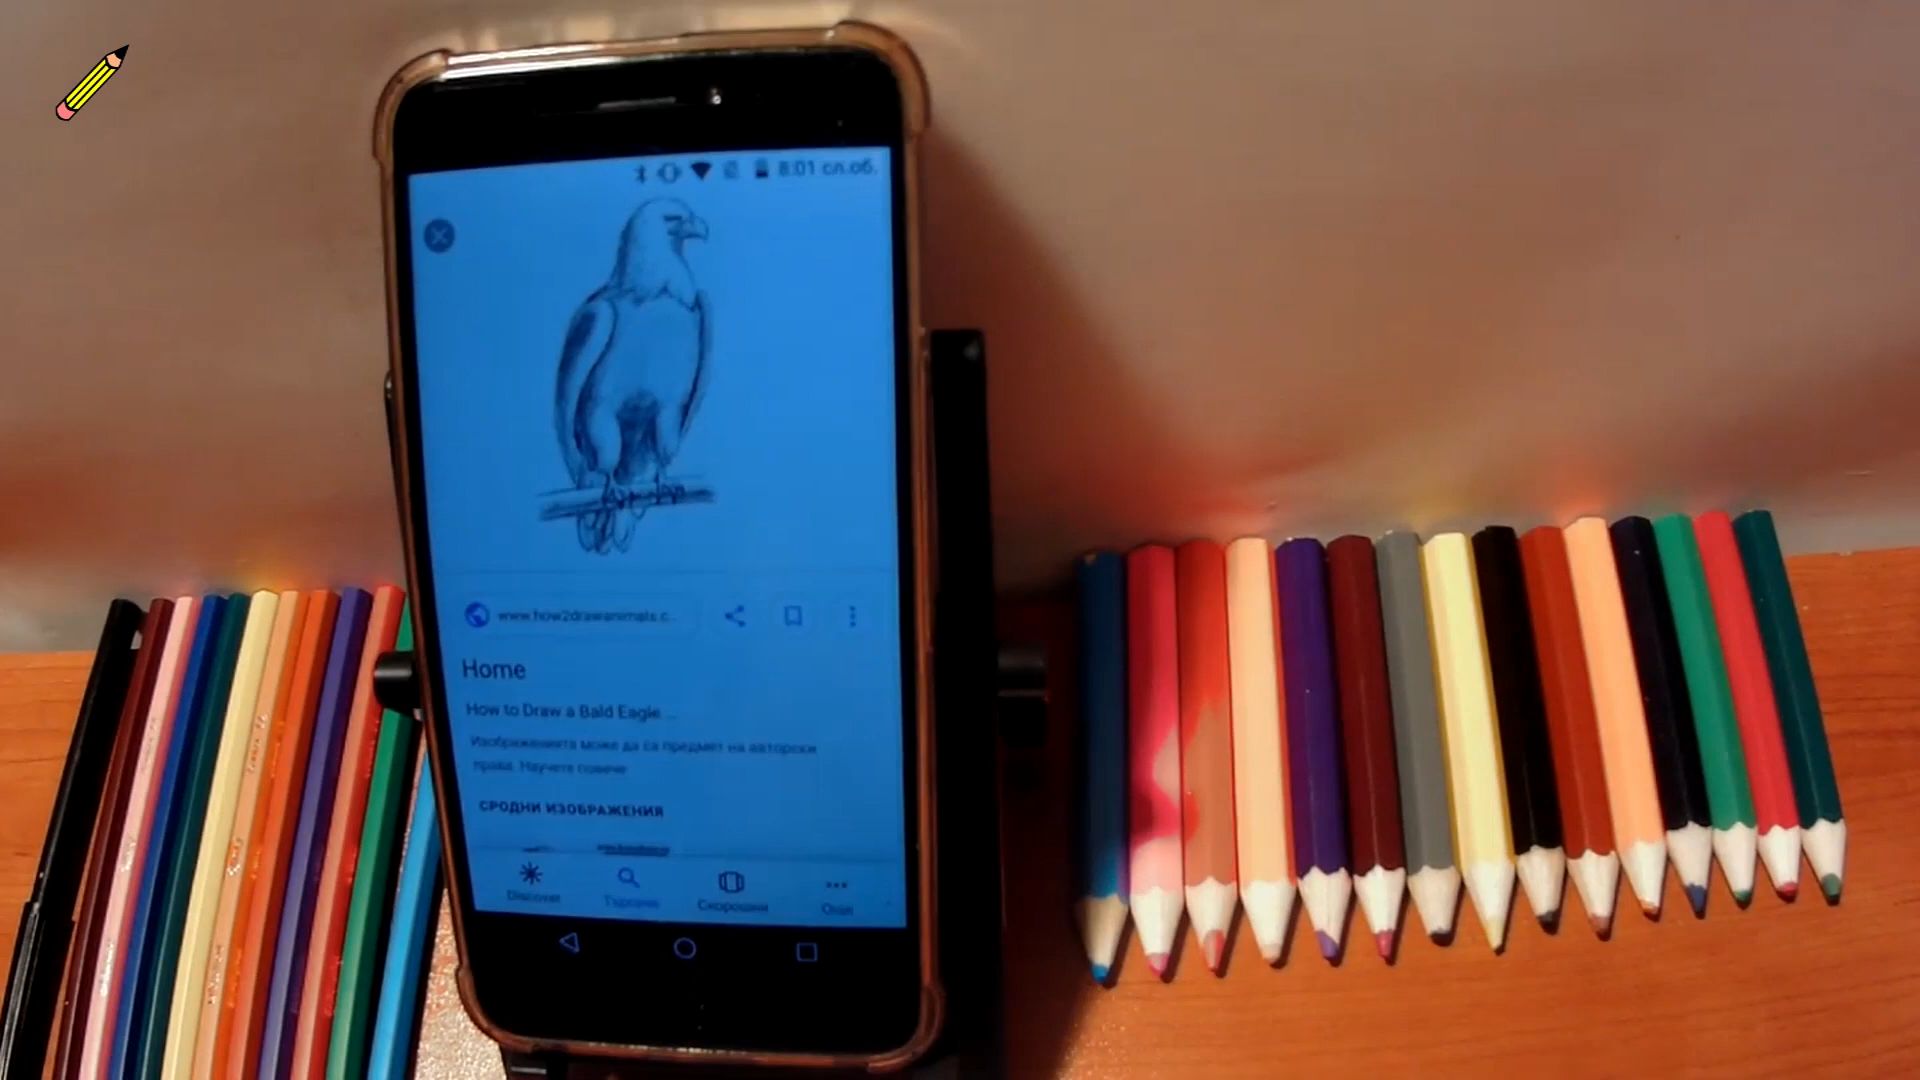 8:01 сл.об.
www.how2drawanimals.c...
Home
How to Draw a Bald Eagle ...
Изображенията може да са предмет на авторски
права. Научете повече
СРОДНИ ИЗОБРАЖЕНИЯ
Discover
Търсене
Скорошни
Още